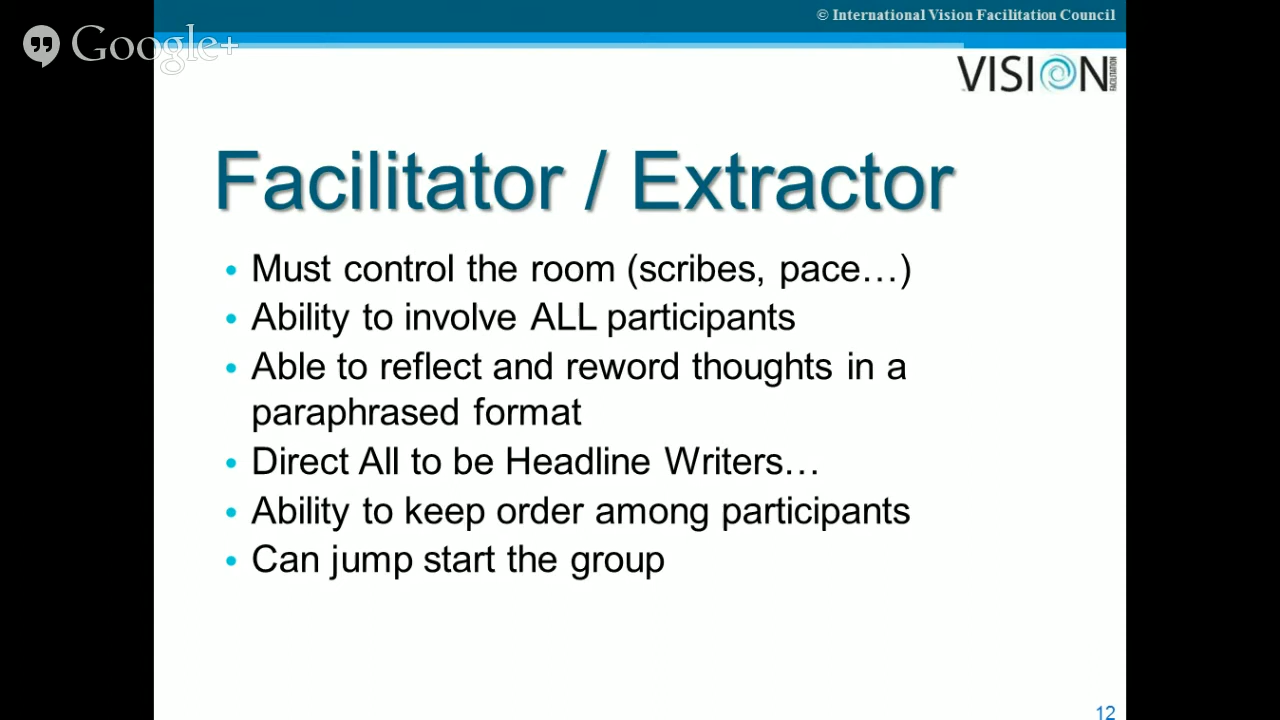 © International Vision Facilitation Council
Google+
VISION
FACILITATION
Facilitator / Extractor
• Must control the room (scribes, pace…)
• Ability to involve ALL participants
• Able to reflect and reword thoughts in a
paraphrased format
• Direct All to be Headline Writers…
• Ability to keep order among participants
• Can jump start the group
12